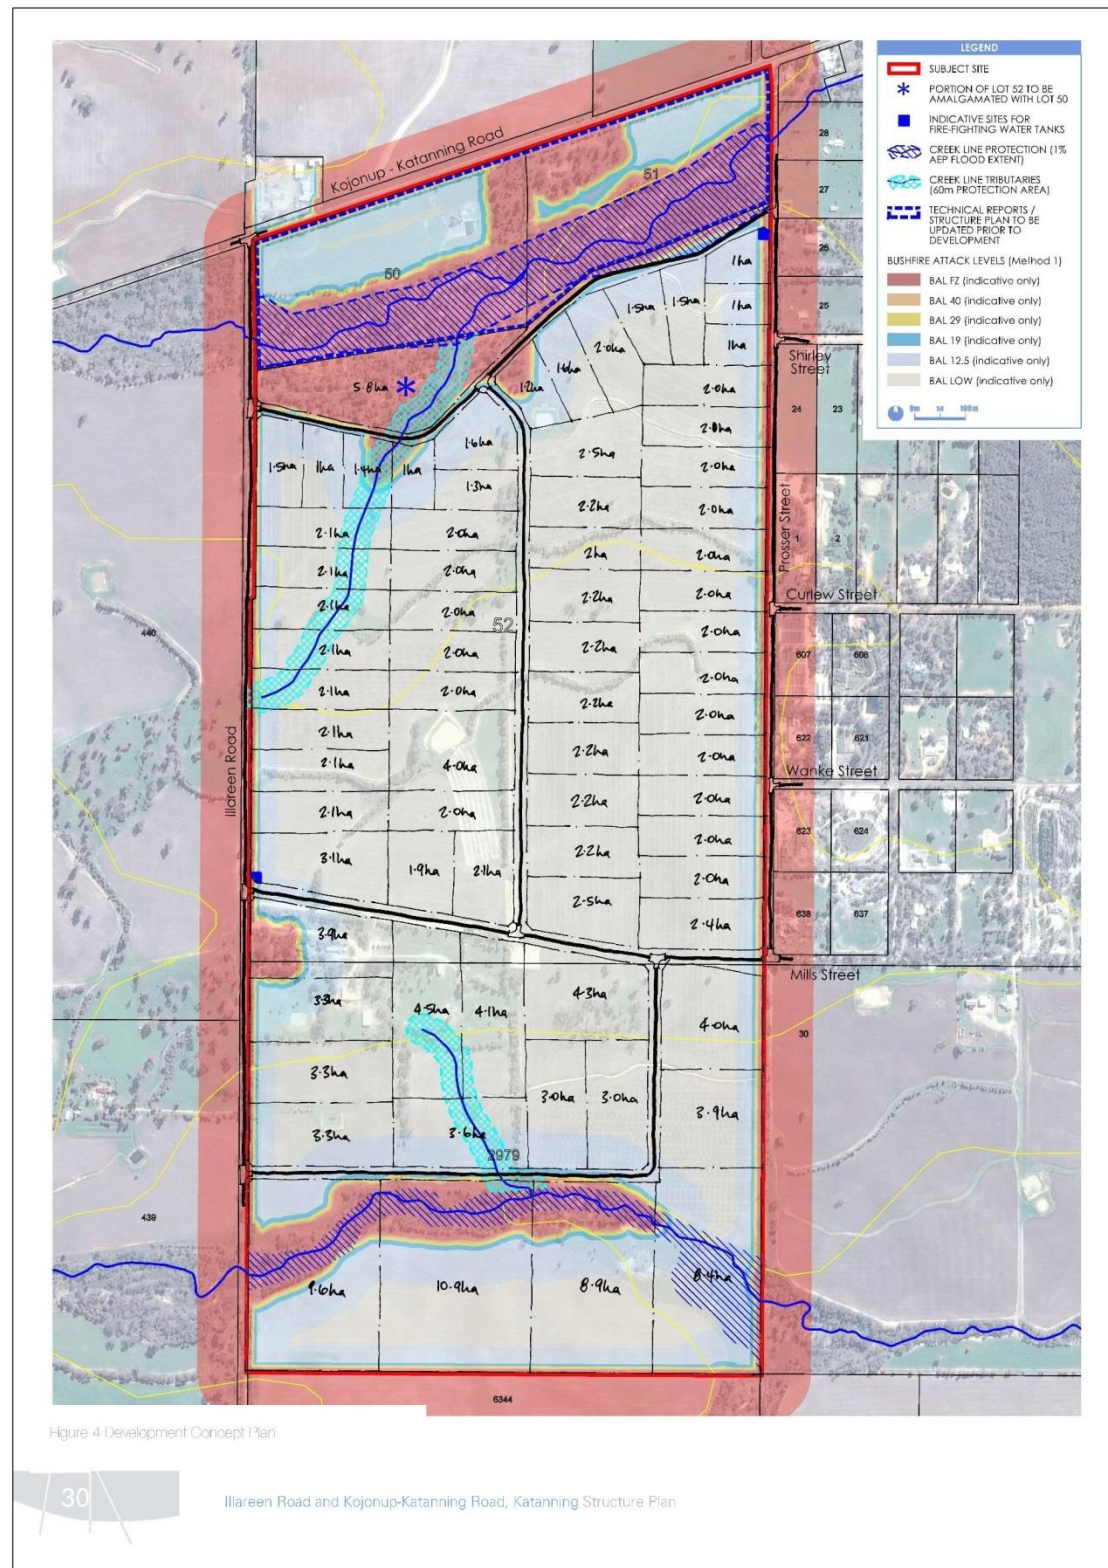 LEGEND
SUBJECT SITE
PORTION OF LOT 52 TO BE
AMALGAMATED WITH LOT 50
INDICATIVE SITES FOR
FIRE-FIGHTING WATER TANKS
CREEK LINE PROTECTION (1%
AEP FLOOD EXTENT)
CREEK LINE TRIBUTARIES
(60m PROTECTION AREA)
TECHNICAL REPORTS /
STRUCTURE PLAN TO BE
UPDATED PRIOR TO
DEVELOPMENT
BUSHFIRE ATTACK LEVELS (Method 1)
BAL FZ (indicative only)
BAL 40 (indicative only)
BAL 29 (indicative only)
BAL 19 (indicative only)
BAL 12.5 (indicative only)
BAL LOW (indicative only)
0m 50 100m
Kojonup - Katanning Road
28
51
27
26
50
1ha
25
1.5ha 1.5ha 1ha
2.0ha 1ha
Shirley
Street
1.6ha
5.8ha
1.2ha
2.0ha
24 23
1.6ha
2.0ha
2.5ha
1.5ha 1ha 1.4ha 1ha
2.0ha
1.3ha
2.2ha 2.0ha
Prosser Street
2.1ha 2.0ha
1 2
2ha 2.0ha
2.1ha 2.0ha
2.2ha 2.0ha
Curlew Street
2.1ha 2.0ha
52
440
2.0ha
2.2ha
2.1ha 2.0ha
607 608
2.0ha
2.1ha 2.0ha
2.2ha 2.0ha
Illareen Road
2.1ha
622 621
2.2ha 2.0ha
2.1ha 4.0ha
Wanke Street
2.2ha 2.0ha
2.1ha 2.0ha
623 624
2.0ha
2.2ha
3.1ha 1.9ha 2.1ha
2.0ha
2.5ha
638 637
2.4ha
3.9ha
Mills Street
3.3ha 4.5ha 4.1ha 4.3ha
4.0ha
30
3.3ha
3.0ha 3.0ha
3.9ha
3.3ha 3.6ha
2979
439
9.6ha 10.9ha 8.9ha 8.4ha
6344
Figure 4 Development Concept Plan
30
Illareen Road and Kojonup-Katanning Road, Katanning Structure Plan